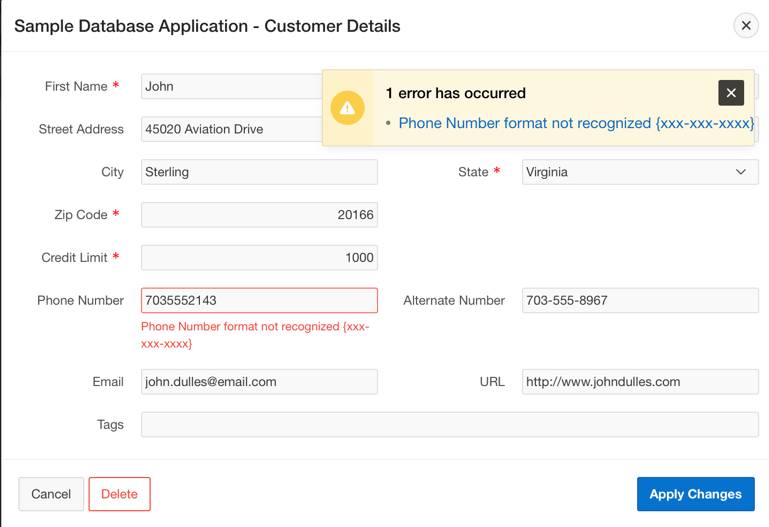 Sample Database Application - Customer Details
First Name * John
1 error has occurred
• Phone Number format not recognized {xxx-xxx-xxxx}
Street Address 45020 Aviation Drive
City Sterling State * Virginia
Zip Code * 20166
Credit Limit * 1000
Phone Number 7035552143 Alternate Number 703-555-8967
Phone Number format not recognized {xxx-
xxx-xxxx}
Email john.dulles@email.com URL http://www.johndulles.com
Tags
Cancel Delete Apply Changes